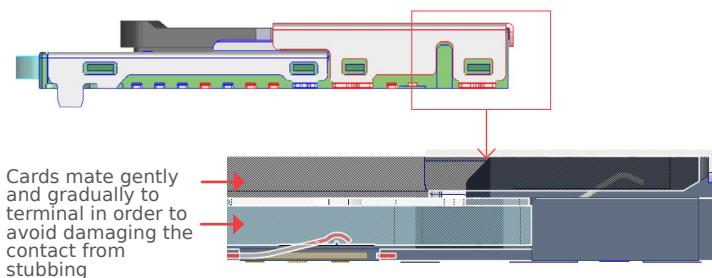 Cards mate gently
and gradually to
terminal in order to
avoid damaging the
contact from
stubbing